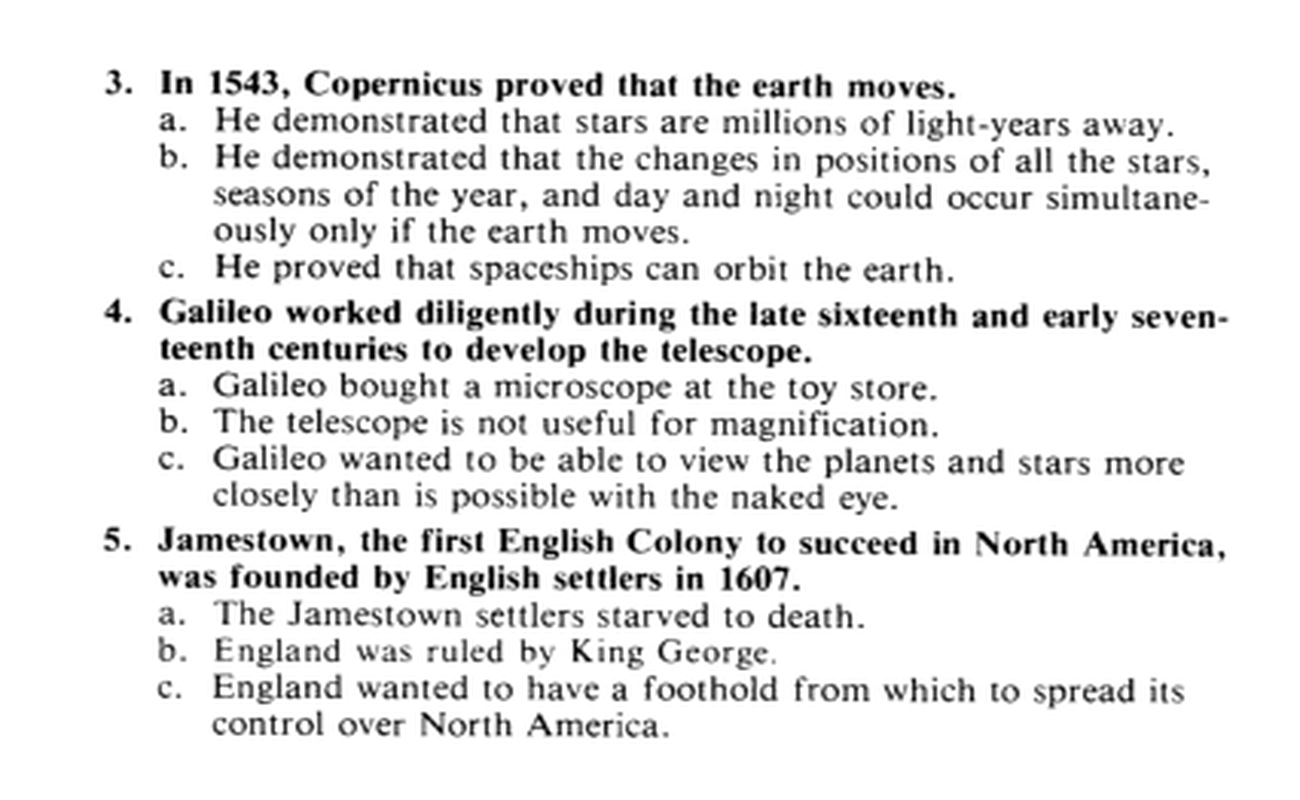 3. In 1543, Copernicus proved that the earth moves.
a. He demonstrated that stars are millions of light-years away.
b. He demonstrated that the changes in positions of all the stars,
seasons of the year, and day and night could occur simultane-
ously only if the earth moves.
c. He proved that spaceships can orbit the earth.
4. Galileo worked diligently during the late sixteenth and early seven-
teenth centuries to develop the telescope.
a. Galileo bought a microscope at the toy store.
b. The telescope is not useful for magnification.
c. Galileo wanted to be able to view the planets and stars more
closely than is possible with the naked eye.
5. Jamestown, the first English Colony to succeed in North America,
was founded by English settlers in 1607.
a. The Jamestown settlers starved to death.
b. England was ruled by King George.
c. England wanted to have a foothold from which to spread its
control over North America.